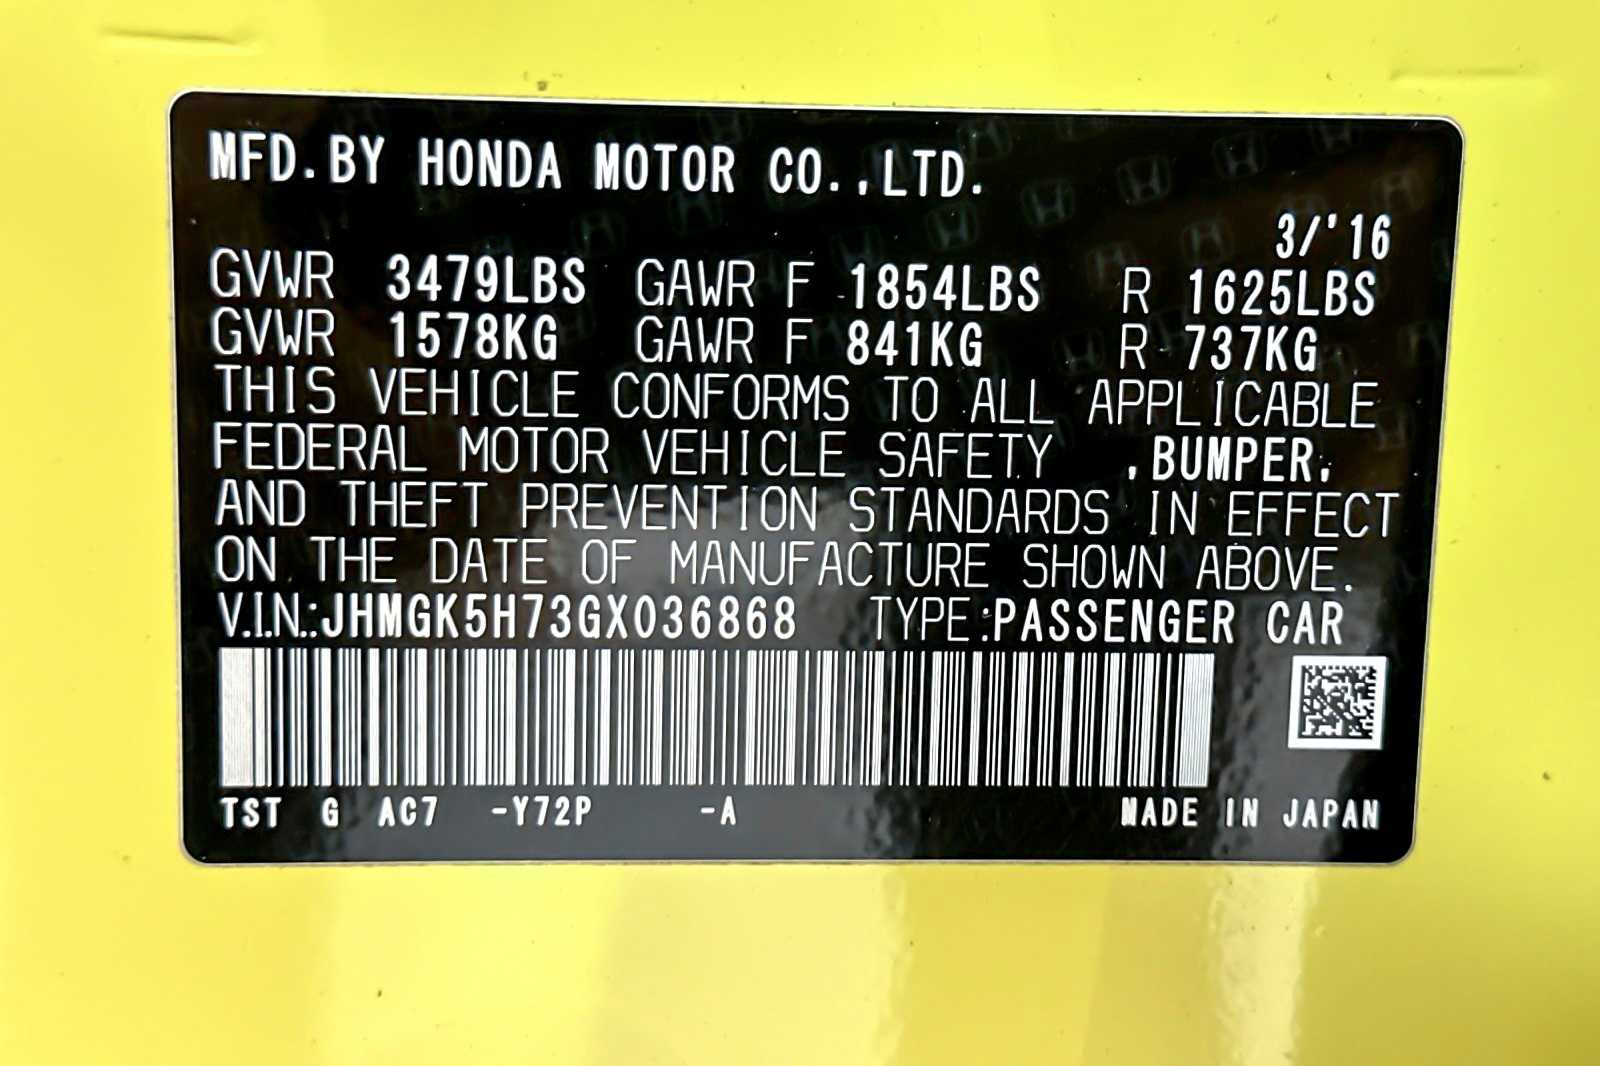 MFD.BY HONDA MOTOR CO.,LTD.
3/'16
GVWR 3479LBS GAWR F 1854LBS R 1625LBS
GVWR 1578KG GAWR F 841KG R 737KG
THIS VEHICLE CONFORMS TO ALL APPLICABLE
FEDERAL MOTOR VEHICLE SAFETY ,BUMPER,
AND THEFT PREVENTION STANDARDS IN EFFECT
ON THE DATE OF MANUFACTURE SHOWN ABOVE.
V.I.N.:JHMGK5H73GX036868 TYPE:PASSENGER CAR
TST G AC7 -Y72P -A MADE IN JAPAN